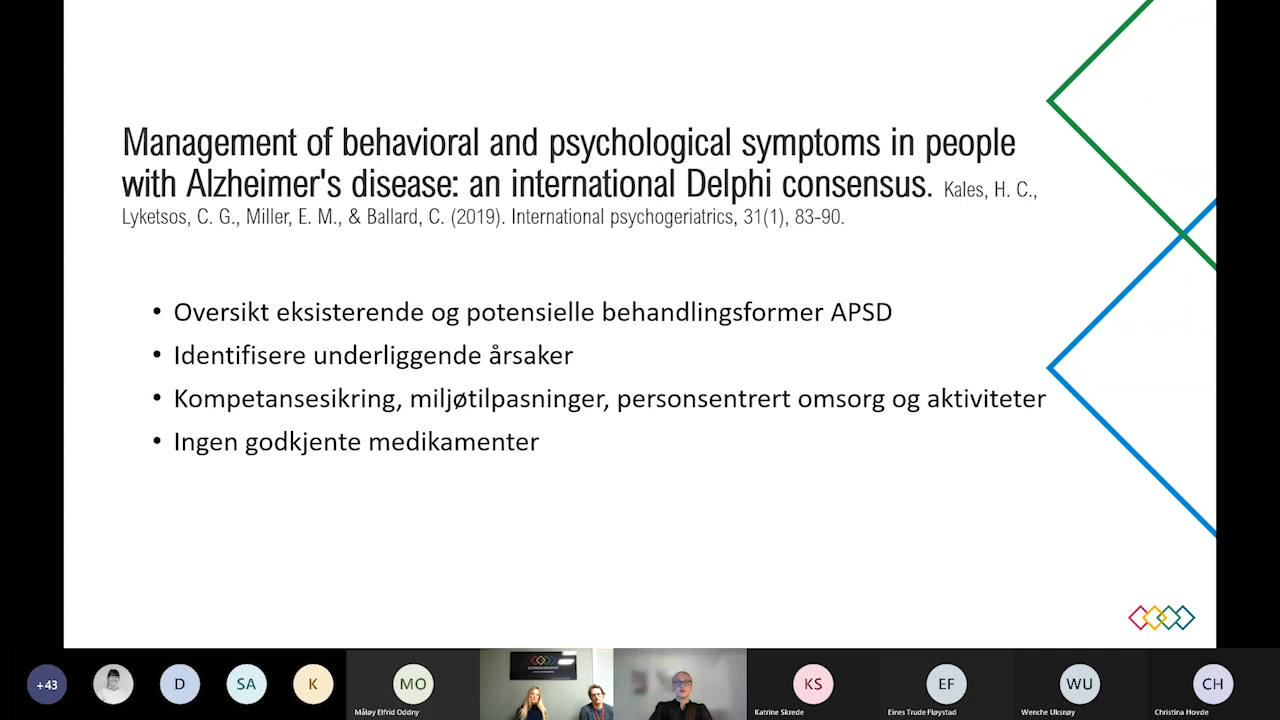 Management of behavioral and psychological symptoms in people
with Alzheimer's disease: an international Delphi consensus. Kales, H. C.,
Lyketsos, C. G., Miller, E. M., & Ballard, C. (2019). International psychogeriatrics, 31(1), 83-90.
• Oversikt eksisterende og potensielle behandlingsformer APSD
• Identifisere underliggende årsaker
• Kompetansesikring, miljøtilpasninger, personsentrert omsorg og aktiviteter
• Ingen godkjente medikamenter
+43
D
SA
K
MO
Måløy Elfrid Oddny
KS
Katrine Skrede
EF
Eines Trude Fløystad
WU
Wenche Uksnøy
CH
Christina Hovde